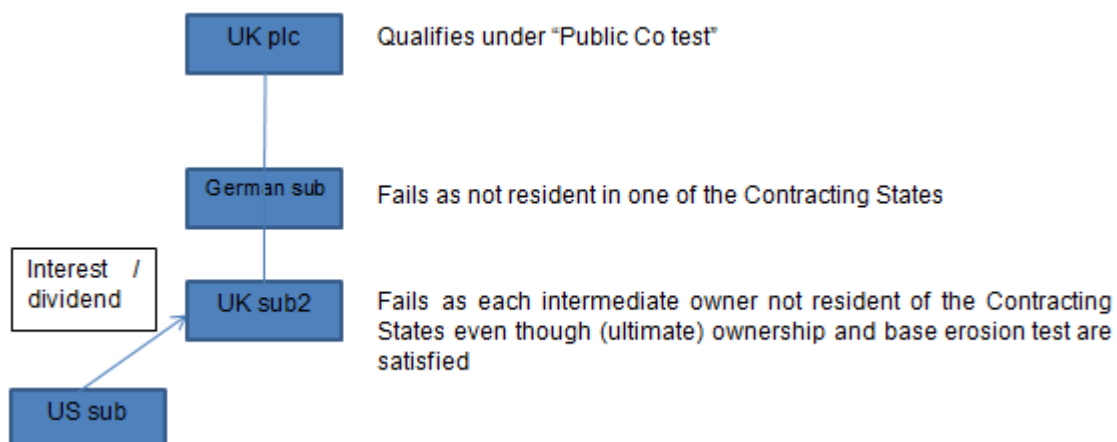 UK plc
Qualifies under “Public Co test”
German sub
Fails as not resident in one of the Contracting States
Interest /
dividend
UK sub2
Fails as each intermediate owner not resident of the Contracting
States even though (ultimate) ownership and base erosion test are
satisfied
US sub